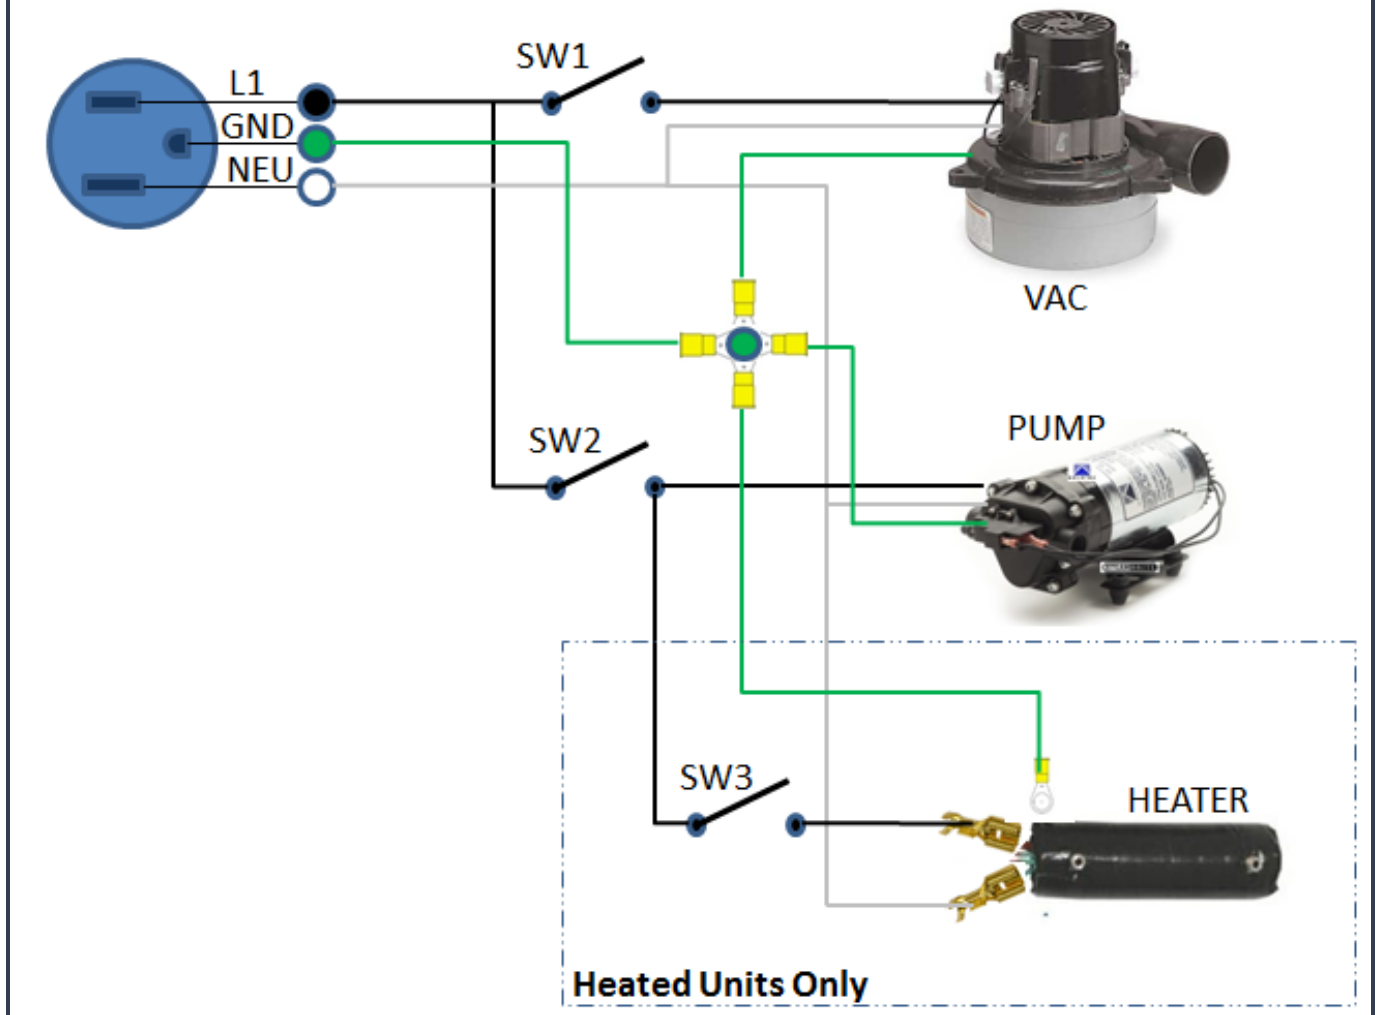 L1
SW1
GND
NEU
VAC
PUMP
SW2
SW3
HEATER
Heated Units Only